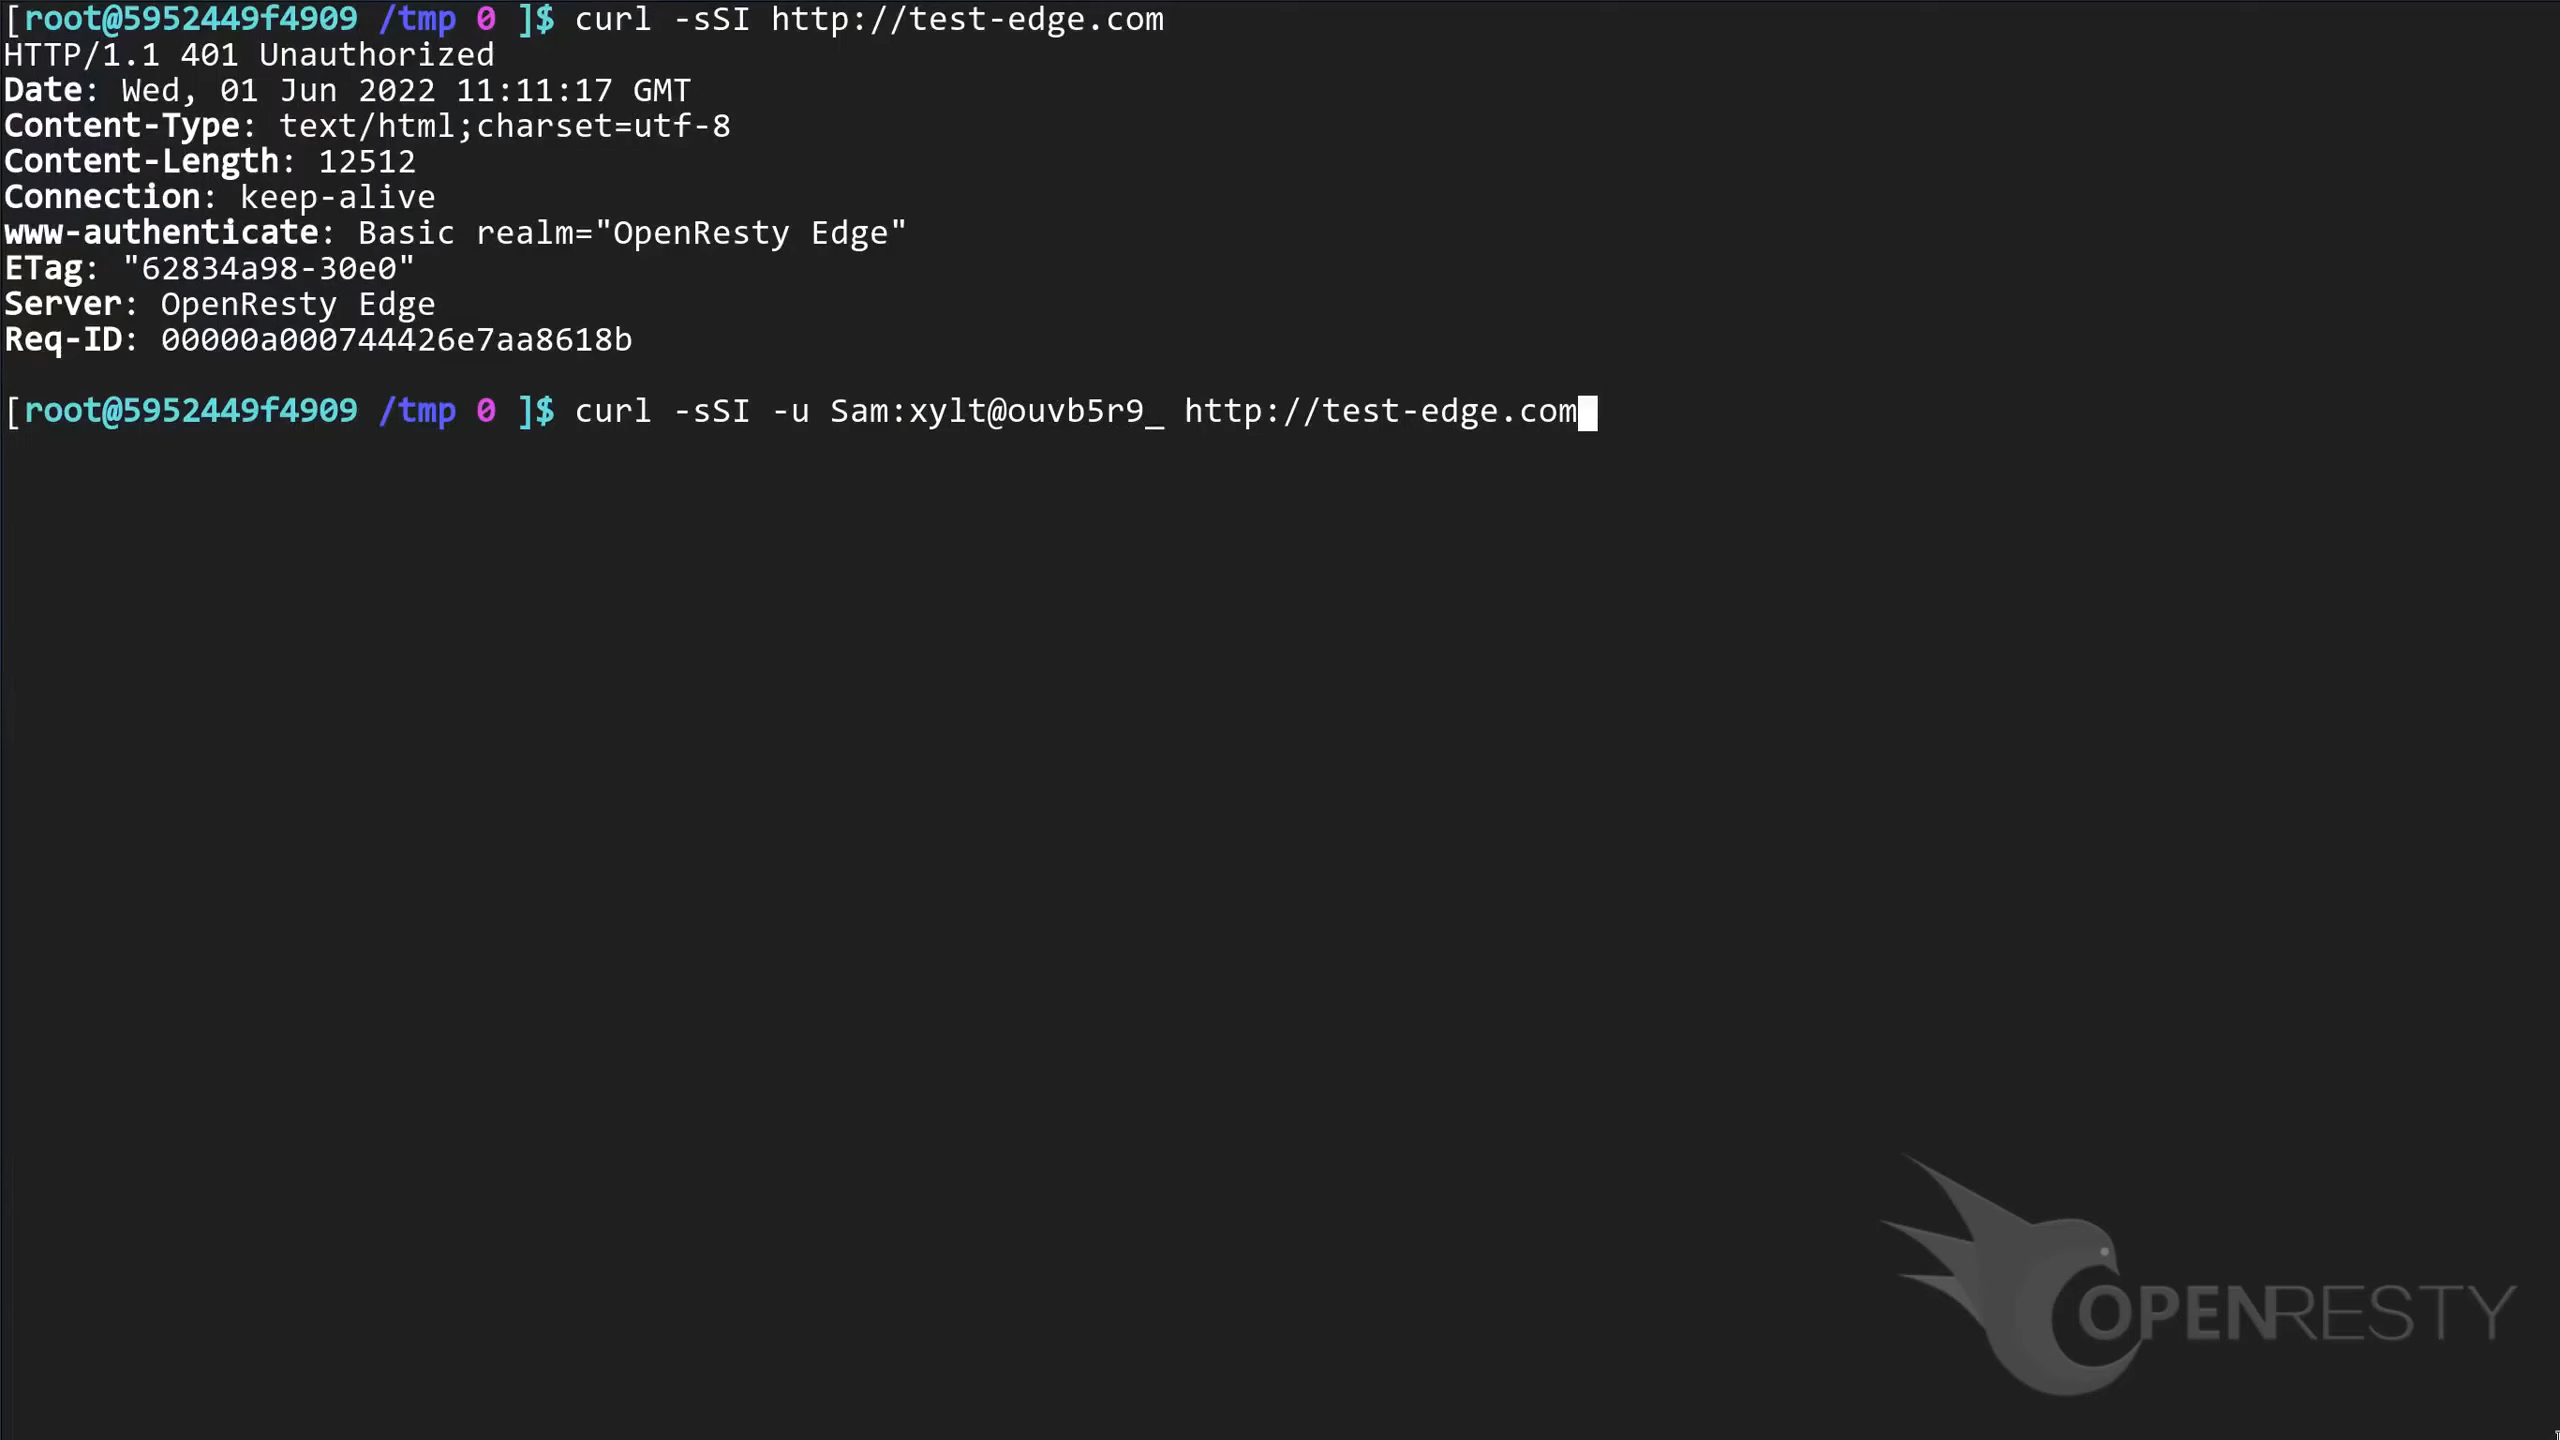 [root@5952449f4909 /tmp 0 ]$ curl -sSI http://test-edge.com
HTTP/1.1 401 Unauthorized
Date: Wed, 01 Jun 2022 11:11:17 GMT
Content-Type: text/html;charset=utf-8
Content-Length: 12512
Connection: keep-alive
www-authenticate: Basic realm="OpenResty Edge"
ETag: "62834a98-30e0"
Server: OpenResty Edge
Req-ID: 00000a000744426e7aa8618b
[root@5952449f4909 /tmp 0 ]$ curl -sSI -u Sam:xylt@ouvb5r9_ http://test-edge.com
OPENRESTY